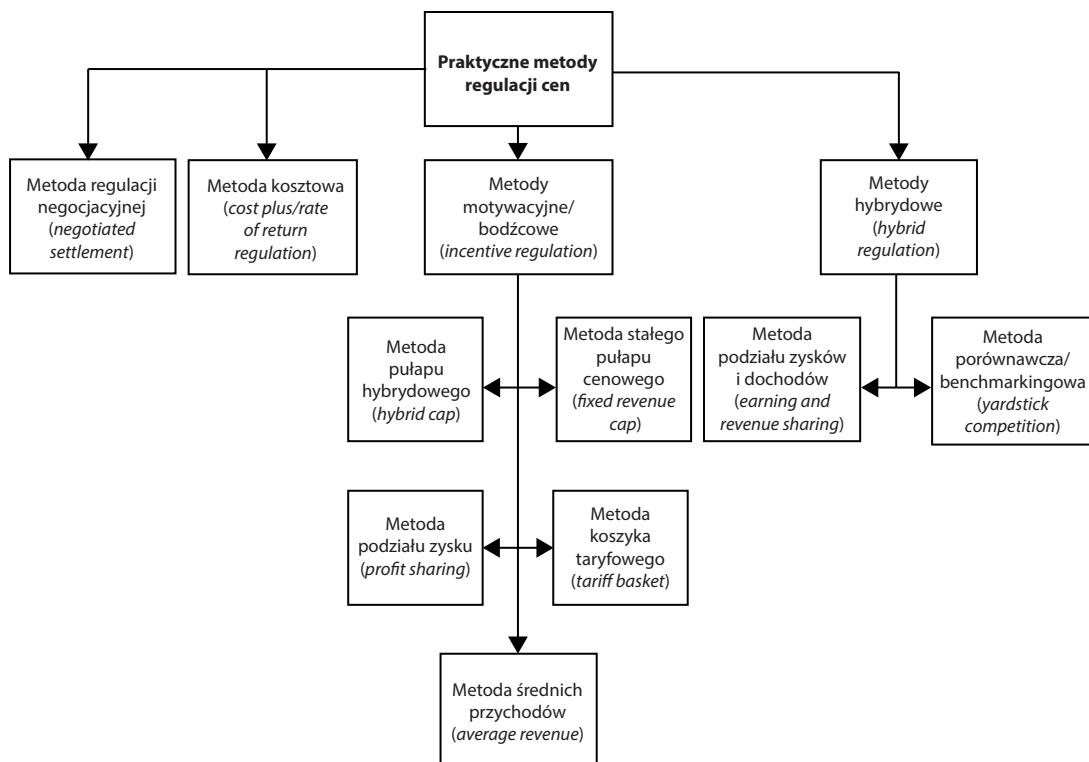 Praktyczne metody
regulacji cen
Metoda regulacji
negocjacyjnej
(negotiated
settlement)
Metoda kosztowa
(cost plus/rate
of return
regulation)
Metody
motywacyjne/
bodźcowe
(incentive regulation)
Metody
hybrydowe
(hybrid
regulation)
Metoda
pułapu
hybrydowego
(hybrid cap)
Metoda stałego
pułapu
cenowego
(fixed revenue
cap)
Metoda
podziału zysków
i dochodów
(earning and
revenue sharing)
Metoda
porównawcza/
benchmarkingowa
(yardstick
competition)
Metoda
podziału zysku
(profit sharing)
Metoda
koszyka
taryfowego
(tariff basket)
Metoda średnich
przychodów
(average revenue)